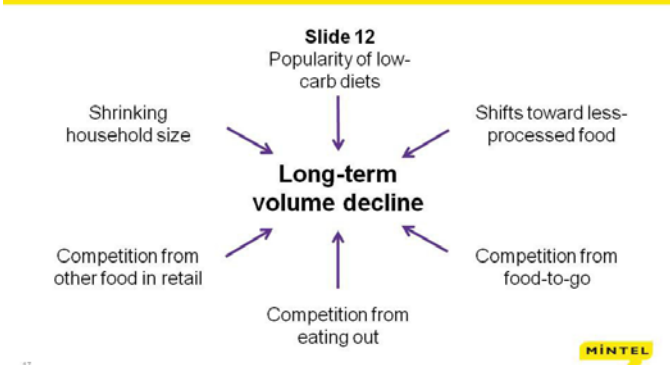 Slide 12
Popularity of low-
carb diets
Shrinking
household size
Shifts toward less-
processed food
Long-term
volume decline
Competition from
other food in retail
Competition from
food-to-go
Competition from
eating out
MINTEL